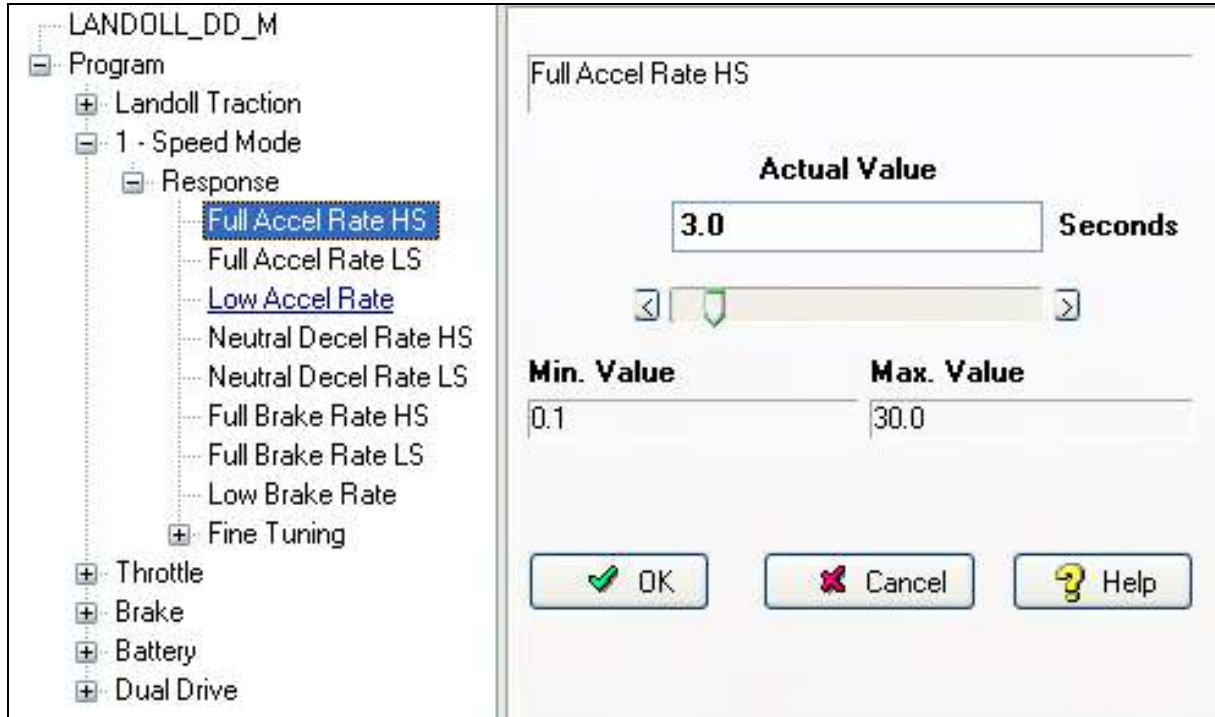 LANDOLL_DD_M
Program
Landoll Traction
1 - Speed Mode
Response
Full Accel Rate HS
Full Accel Rate LS
Low Accel Rate
Neutral Decel Rate HS
Neutral Decel Rate LS
Full Brake Rate HS
Full Brake Rate LS
Low Brake Rate
Fine Tuning
Throttle
Brake
Battery
Dual Drive
Full Accel Rate HS
Actual Value
3.0 Seconds
Min. Value Max. Value
0.1 30.0
OK Cancel Help